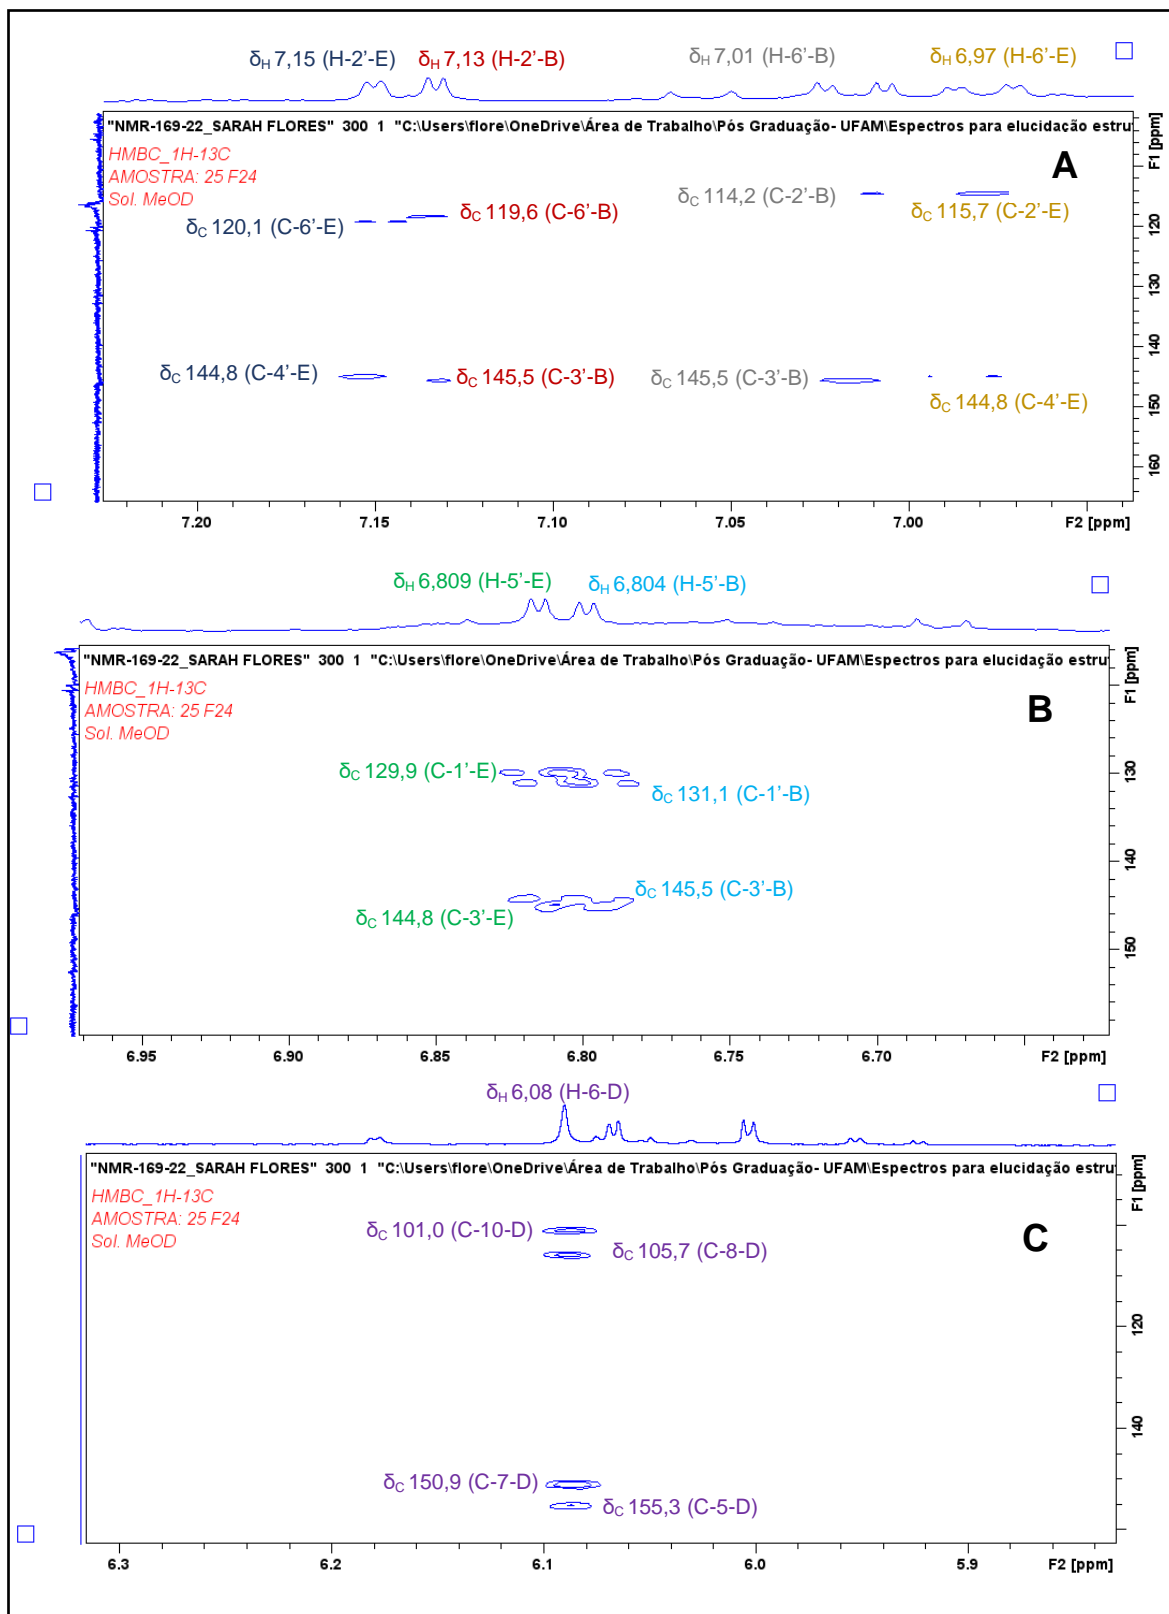 δH 7,15 (H-2’-E) δH 7,13 (H-2’-B) δH 7,01 (H-6’-B) δH 6,97 (H-6’-E)
"NMR-169-22_SARAH FLORES" 300 1 "C:\Users\flore\OneDrive\Área de Trabalho\Pós Graduação- UFAM\Espectros para elucidação estru
HMBC_1H-13C
AMOSTRA: 25 F24
Sol. MeOD
A
F1 [ppm]
δC 114,2 (C-2’-B)
δC 115,7 (C-2’-E)
δC 119,6 (C-6’-B)
δC 120,1 (C-6’-E)
δC 144,8 (C-4’-E) δC 145,5 (C-3’-B) δC 145,5 (C-3’-B)
δC 144,8 (C-4’-E)
120
130
140
150
160
7.20 7.15 7.10 7.05 7.00 F2 [ppm]
δH 6,809 (H-5’-E) δH 6,804 (H-5’-B)
"NMR-169-22_SARAH FLORES" 300 1 "C:\Users\flore\OneDrive\Área de Trabalho\Pós Graduação- UFAM\Espectros para elucidação estru
HMBC_1H-13C
AMOSTRA: 25 F24
Sol. MeOD
B
F1 [ppm]
δC 129,9 (C-1’-E)
δC 131,1 (C-1’-B)
δC 145,5 (C-3’-B)
δC 144,8 (C-3’-E)
130
140
150
6.95 6.90 6.85 6.80 6.75 6.70 F2 [ppm]
δH 6,08 (H-6-D)
"NMR-169-22_SARAH FLORES" 300 1 "C:\Users\flore\OneDrive\Área de Trabalho\Pós Graduação- UFAM\Espectros para elucidação estru
HMBC_1H-13C
AMOSTRA: 25 F24
Sol. MeOD
C
F1 [ppm]
δC 101,0 (C-10-D)
δC 105,7 (C-8-D)
δC 150,9 (C-7-D)
δC 155,3 (C-5-D)
120
140
6.3 6.2 6.1 6.0 5.9 F2 [ppm]